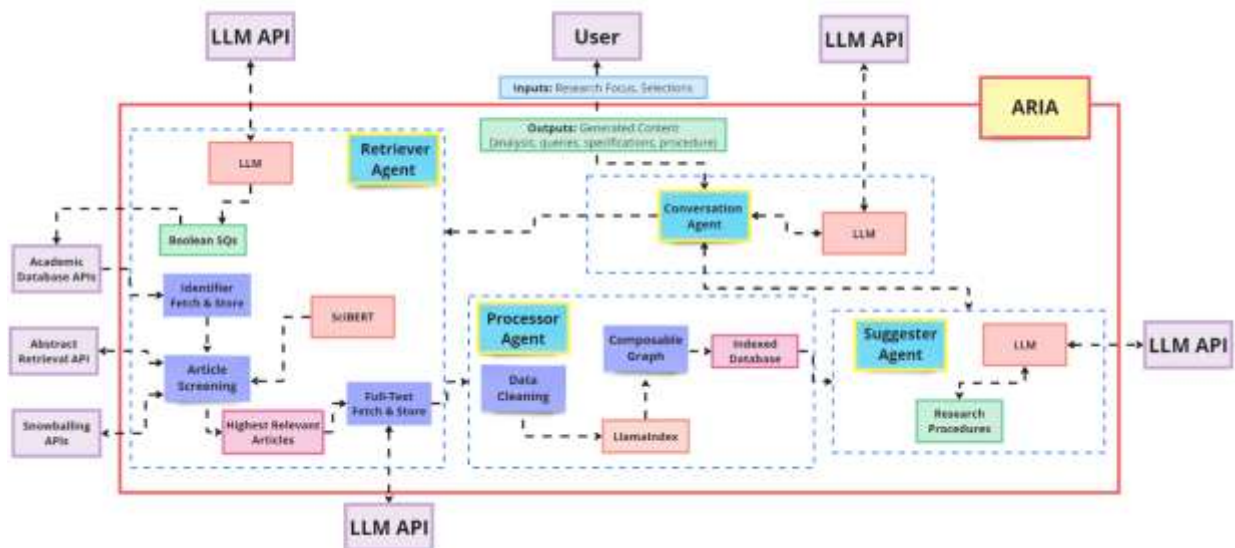 LLM API
User
LLM API
Inputs: Research Focus, Selections
ARIA
Outputs: Generated Content
(analysis, queries, specifications, procedure)
Retriever
Agent
LLM
Conversation
Agent
LLM
Boolean SQs
Academic
Database APIs
Identifier
Fetch & Store
SciBERT
Processor
Agent
Composable
Graph
Indexed
Database
Suggester
Agent
LLM
LLM API
Abstract
Retrieval API
Article
Screening
Data
Cleaning
Full-Text
Fetch & Store
Snowballing
APIs
Highest Relevant
Articles
LlamaIndex
Research
Procedures
LLM API